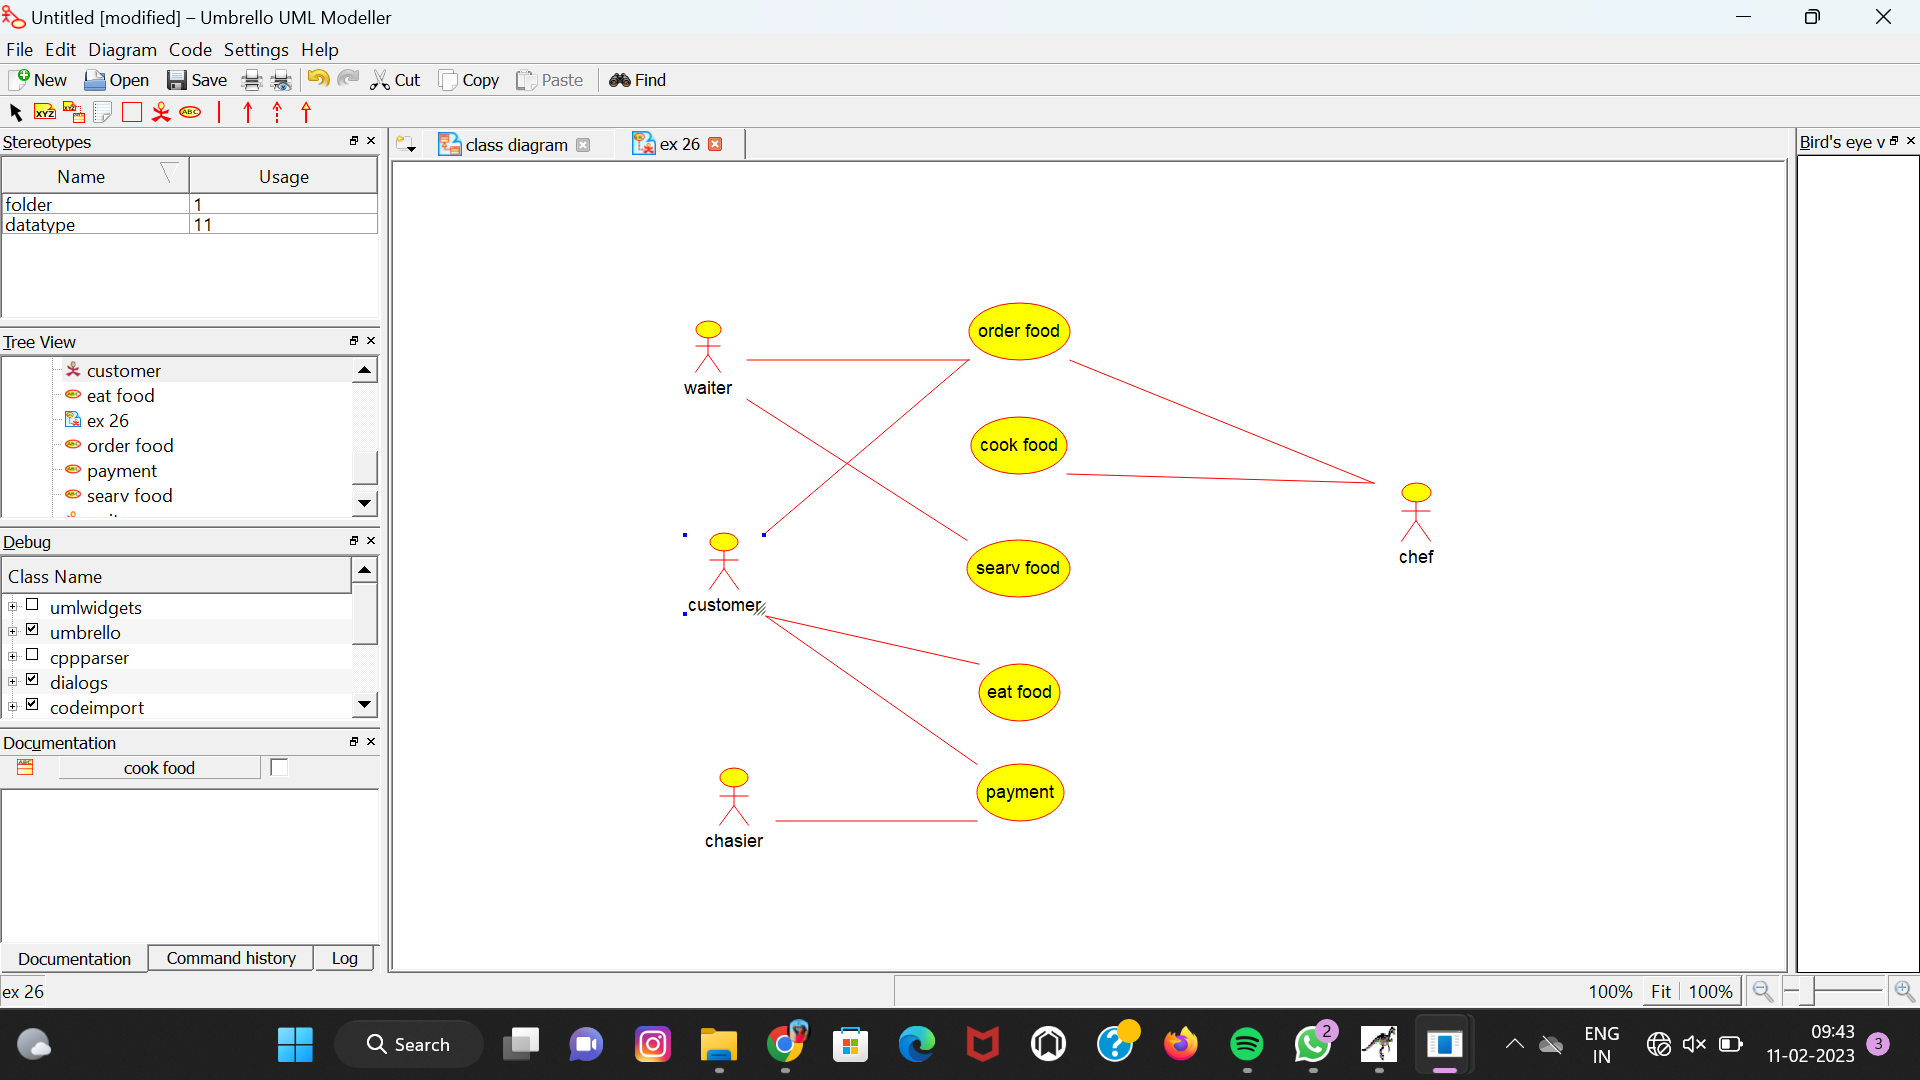 Untitled [modified] – Umbrello UML Modeller
File Edit Diagram Code Settings Help
New Open Save Cut Copy Paste Find
XYZ XYZ ABC
Stereotypes
Name Usage
folder 1
datatype 11
Tree View
customer
eat food
ex 26
order food
payment
searv food
Debug
Class Name
umlwidgets
umbrello
cppparser
dialogs
codeimport
Documentation
ABC cook food
Documentation Command history Log
class diagram ex 26
order food
waiter
cook food
chef
searv food
customer
eat food
payment
chasier
Bird's eye v
ex 26
100% Fit 100%
Search
2
ENG
IN
09:43
11-02-2023
3